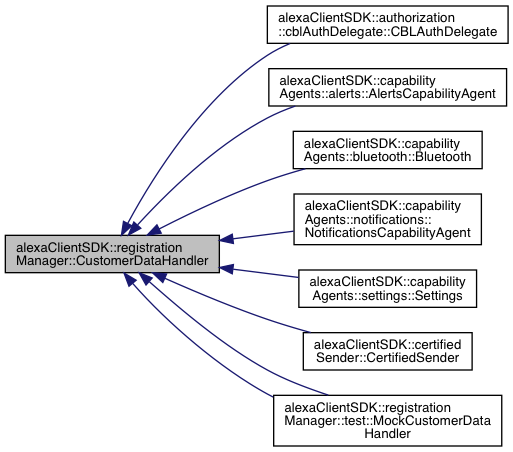 alexaClientSDK::authorization
::cblAuthDelegate::CBLAuthDelegate
alexaClientSDK::capability
Agents::alerts::AlertsCapabilityAgent
alexaClientSDK::capability
Agents::bluetooth::Bluetooth
alexaClientSDK::capability
Agents::notifications::
NotificationsCapabilityAgent
alexaClientSDK::registration
Manager::CustomerDataHandler
alexaClientSDK::capability
Agents::settings::Settings
alexaClientSDK::certified
Sender::CertifiedSender
alexaClientSDK::registration
Manager::test::MockCustomerData
Handler